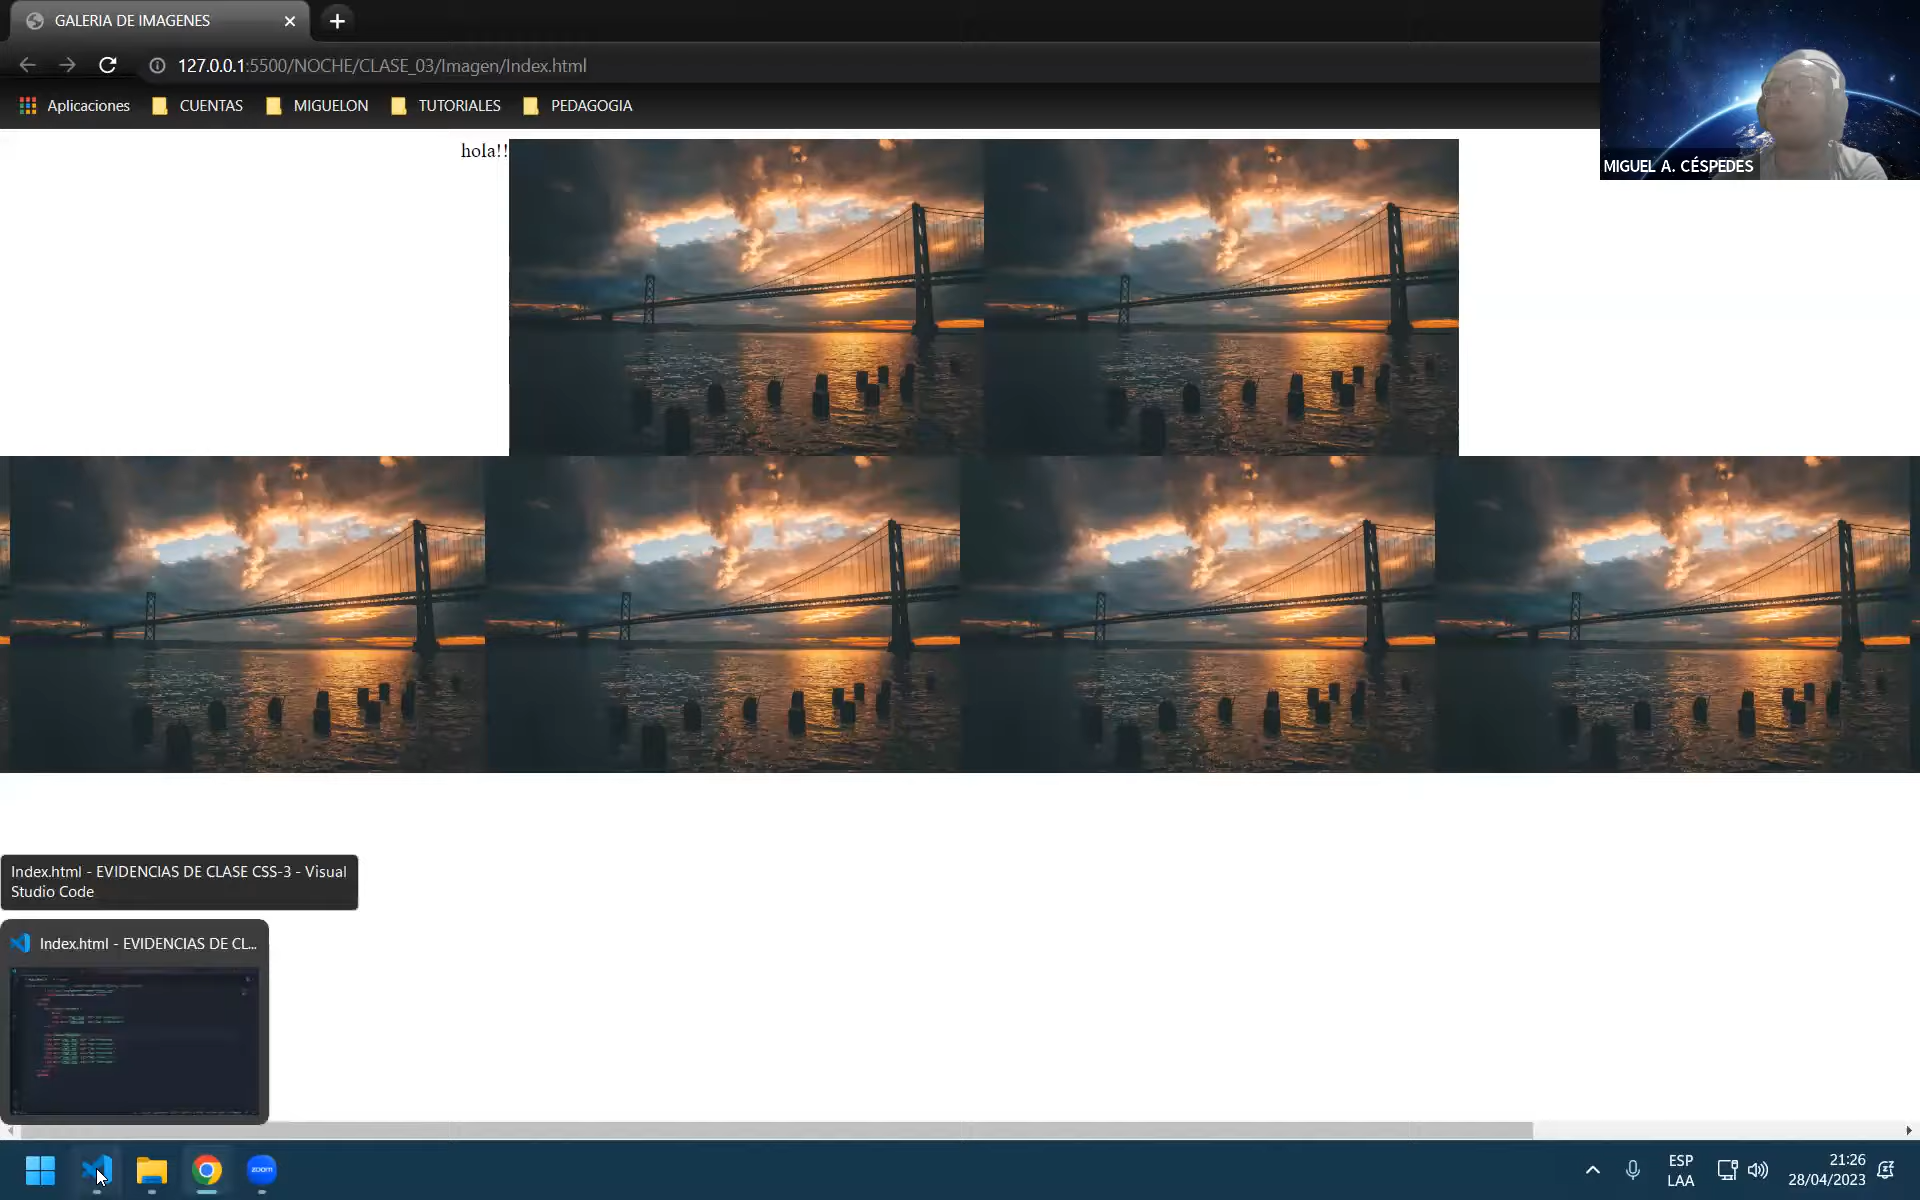 GALERIA DE IMAGENES
127.0.0.1:5500/NOCHE/CLASE_03/Imagen/Index.html
Aplicaciones CUENTAS MIGUELON TUTORIALES PEDAGOGIA
MIGUEL A. CÉSPEDES
hola!!
Index.html - EVIDENCIAS DE CLASE CSS-3 - Visual
Studio Code
Index.html - EVIDENCIAS DE CL...
zoom
ESP
LAA
21:26
28/04/2023